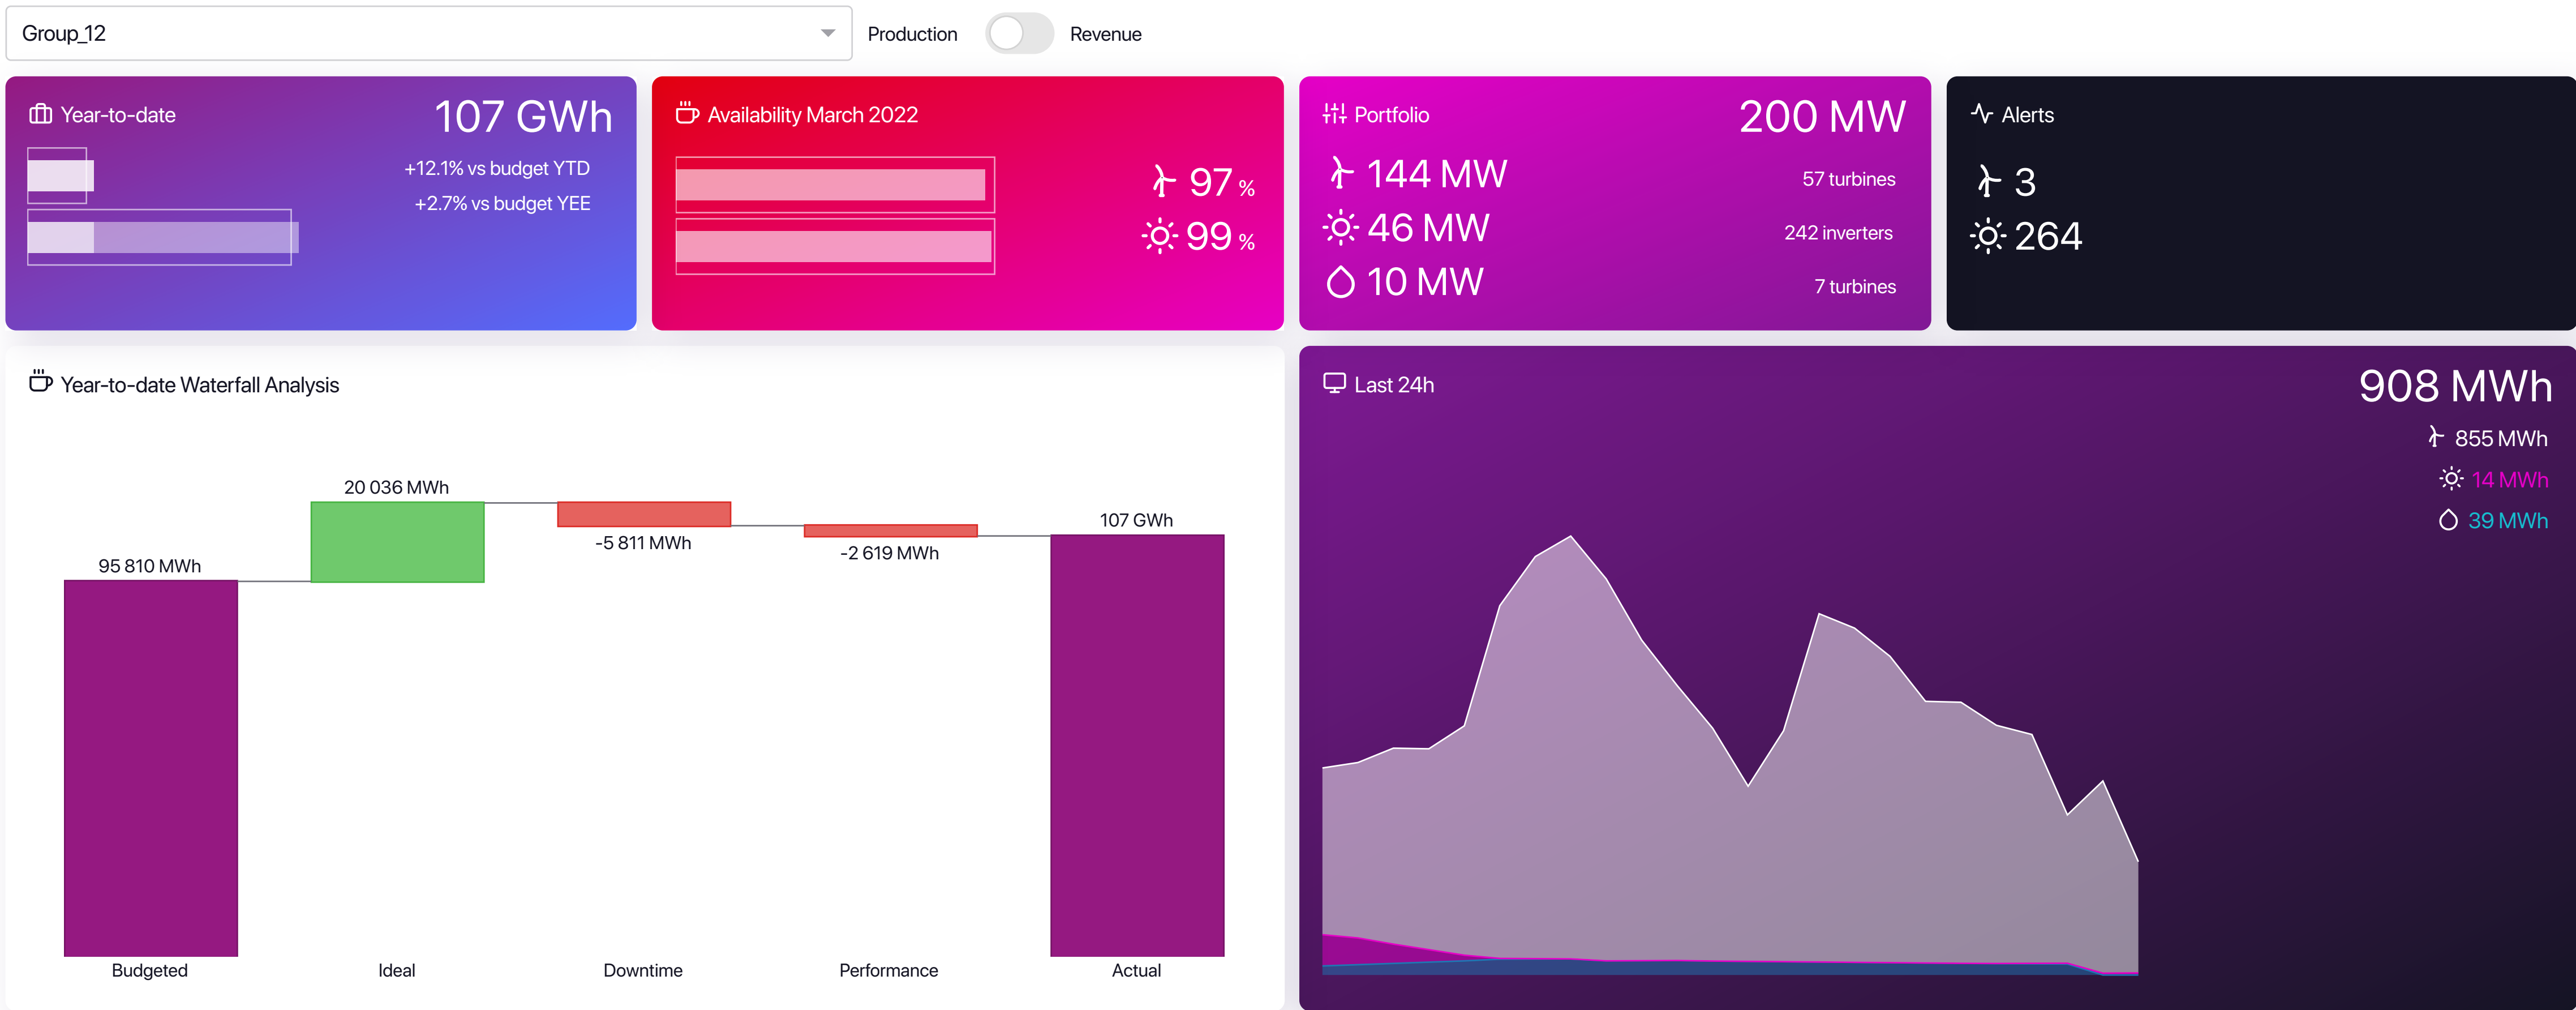 Group_12
Production
Revenue
Year-to-date
107 GWh
+12.1% vs budget YTD
+2.7% vs budget YEE
Availability March 2022
97 %
99 %
Portfolio
200 MW
144 MW
57 turbines
46 MW
242 inverters
10 MW
7 turbines
Alerts
3
264
Year-to-date Waterfall Analysis
95 810 MWh
20 036 MWh
-5 811 MWh
-2 619 MWh
107 GWh
Budgeted
Ideal
Downtime
Performance
Actual
Last 24h
908 MWh
855 MWh
14 MWh
39 MWh